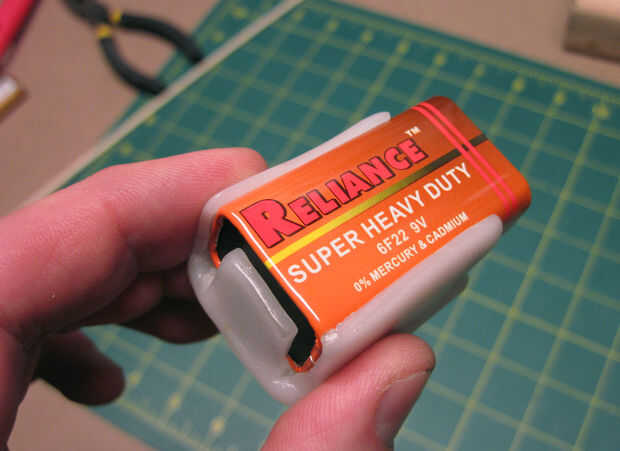 RELIANCE™
SUPER HEAVY DUTY
6F22 9V
0% MERCURY & CADMIUM